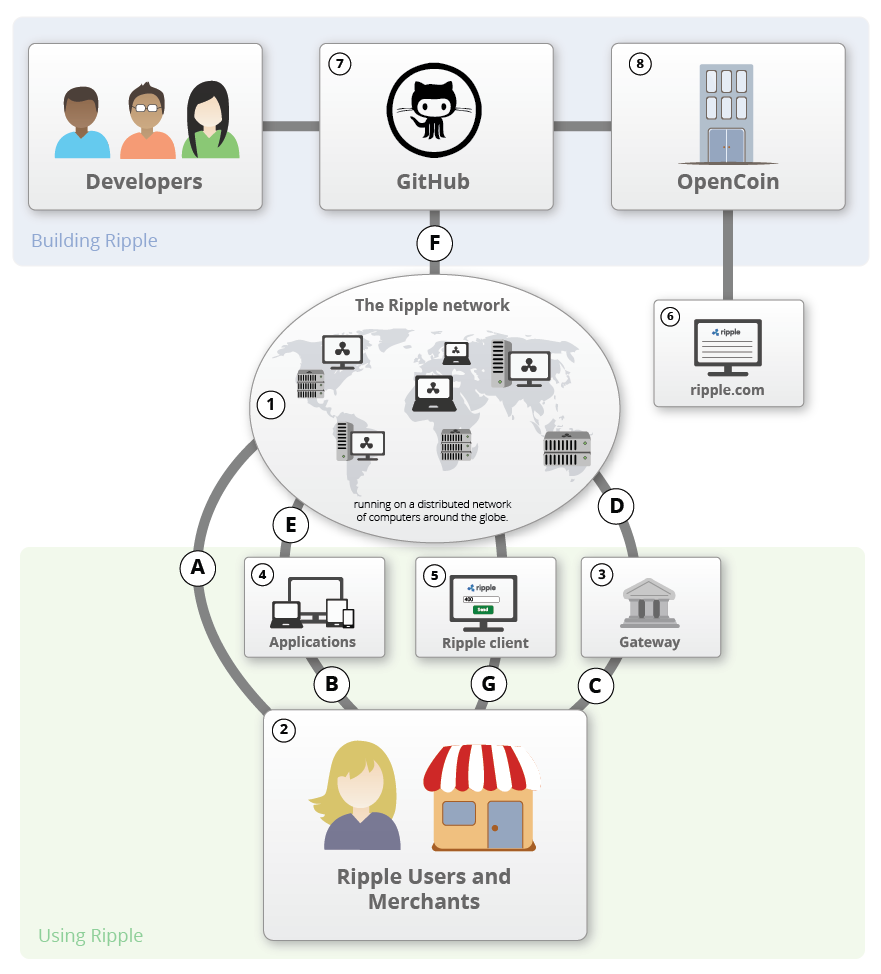 7
8
Developers
GitHub
OpenCoin
Building Ripple
F
The Ripple network
6
ripple
ripple.com
1
running on a distributed network
of computers around the globe.
D
E
A
4
5
3
ripple
400
Send
Applications
Ripple client
Gateway
B
G
C
2
Ripple Users and
Merchants
Using Ripple